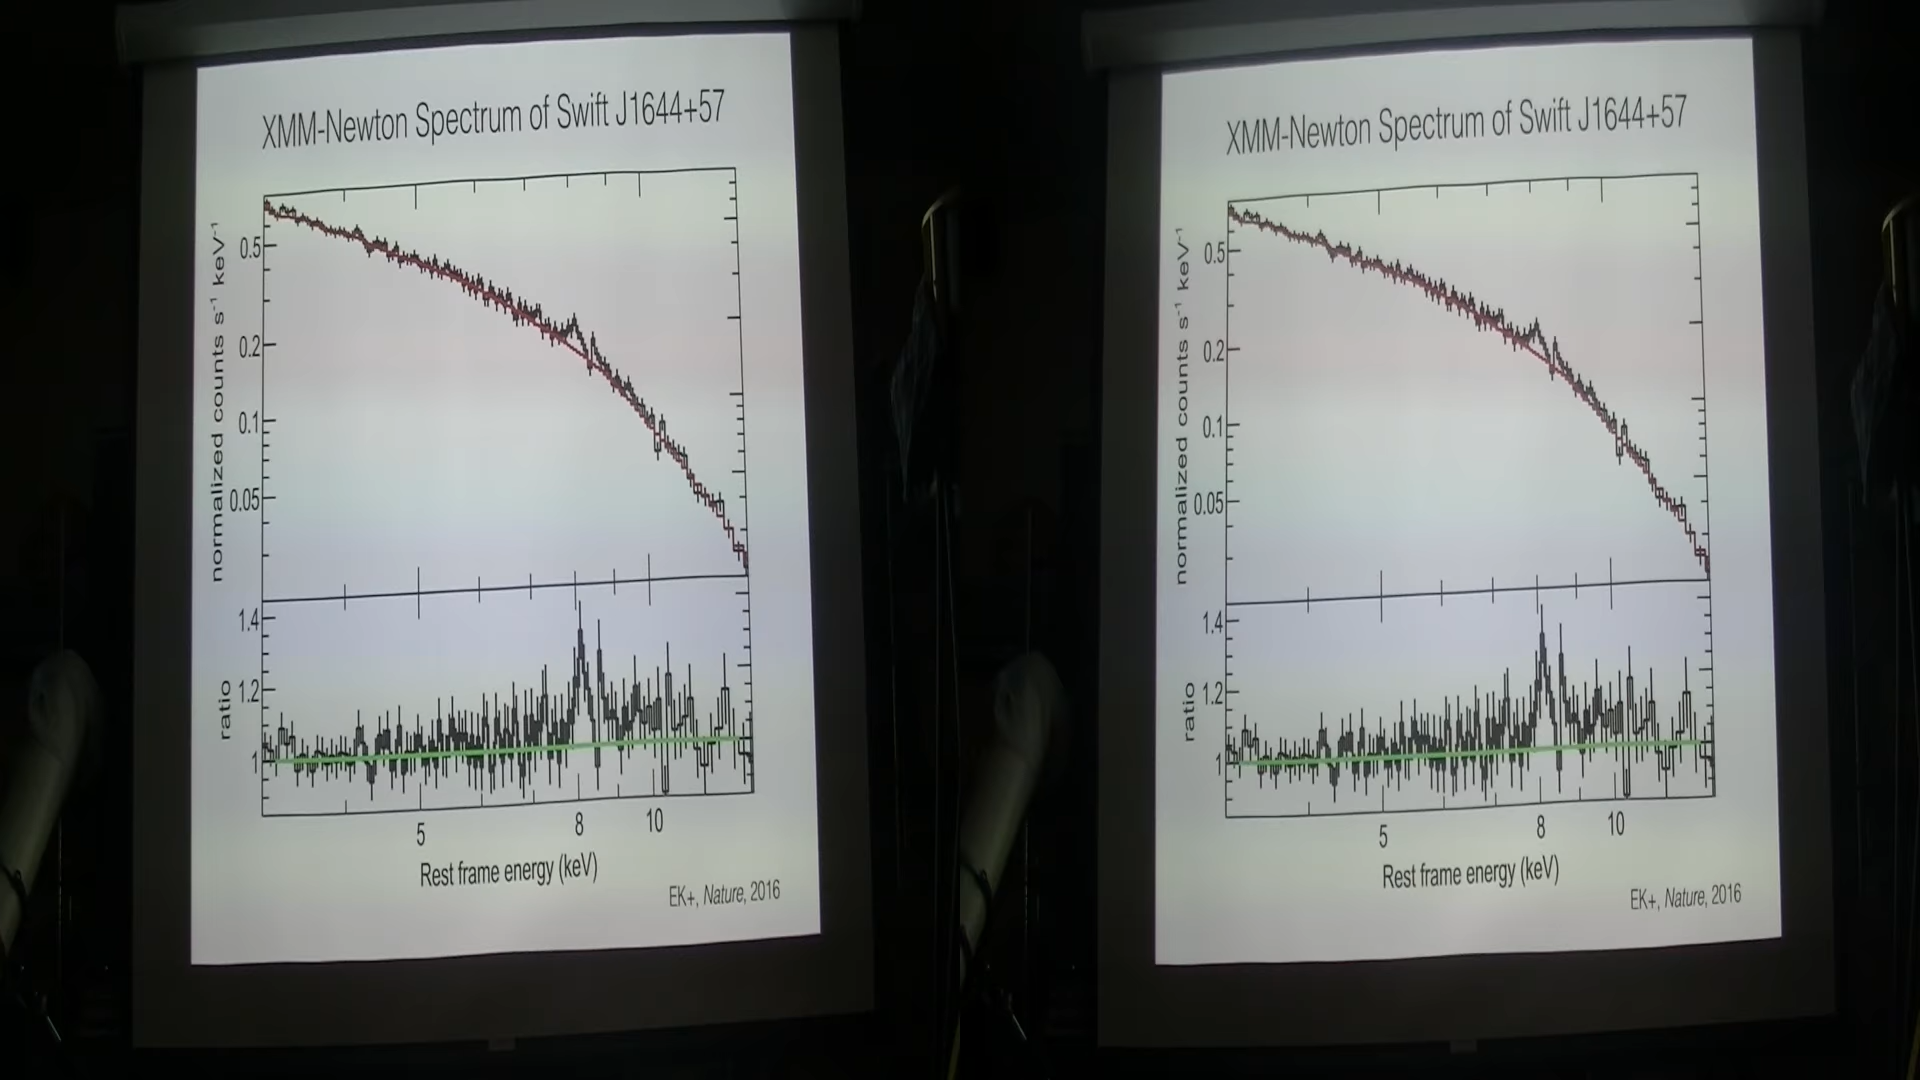 XMM-Newton Spectrum of Swift J1644+57
normalized counts s⁻¹ keV⁻¹
0.5
0.2
0.1
0.05
ratio
1.4
1.2
1
5
8
10
Rest frame energy (keV)
EK+, Nature, 2016
XMM-Newton Spectrum of Swift J1644+57
normalized counts s⁻¹ keV⁻¹
0.5
0.2
0.1
0.05
ratio
1.4
1.2
1
5
8
10
Rest frame energy (keV)
EK+, Nature, 2016